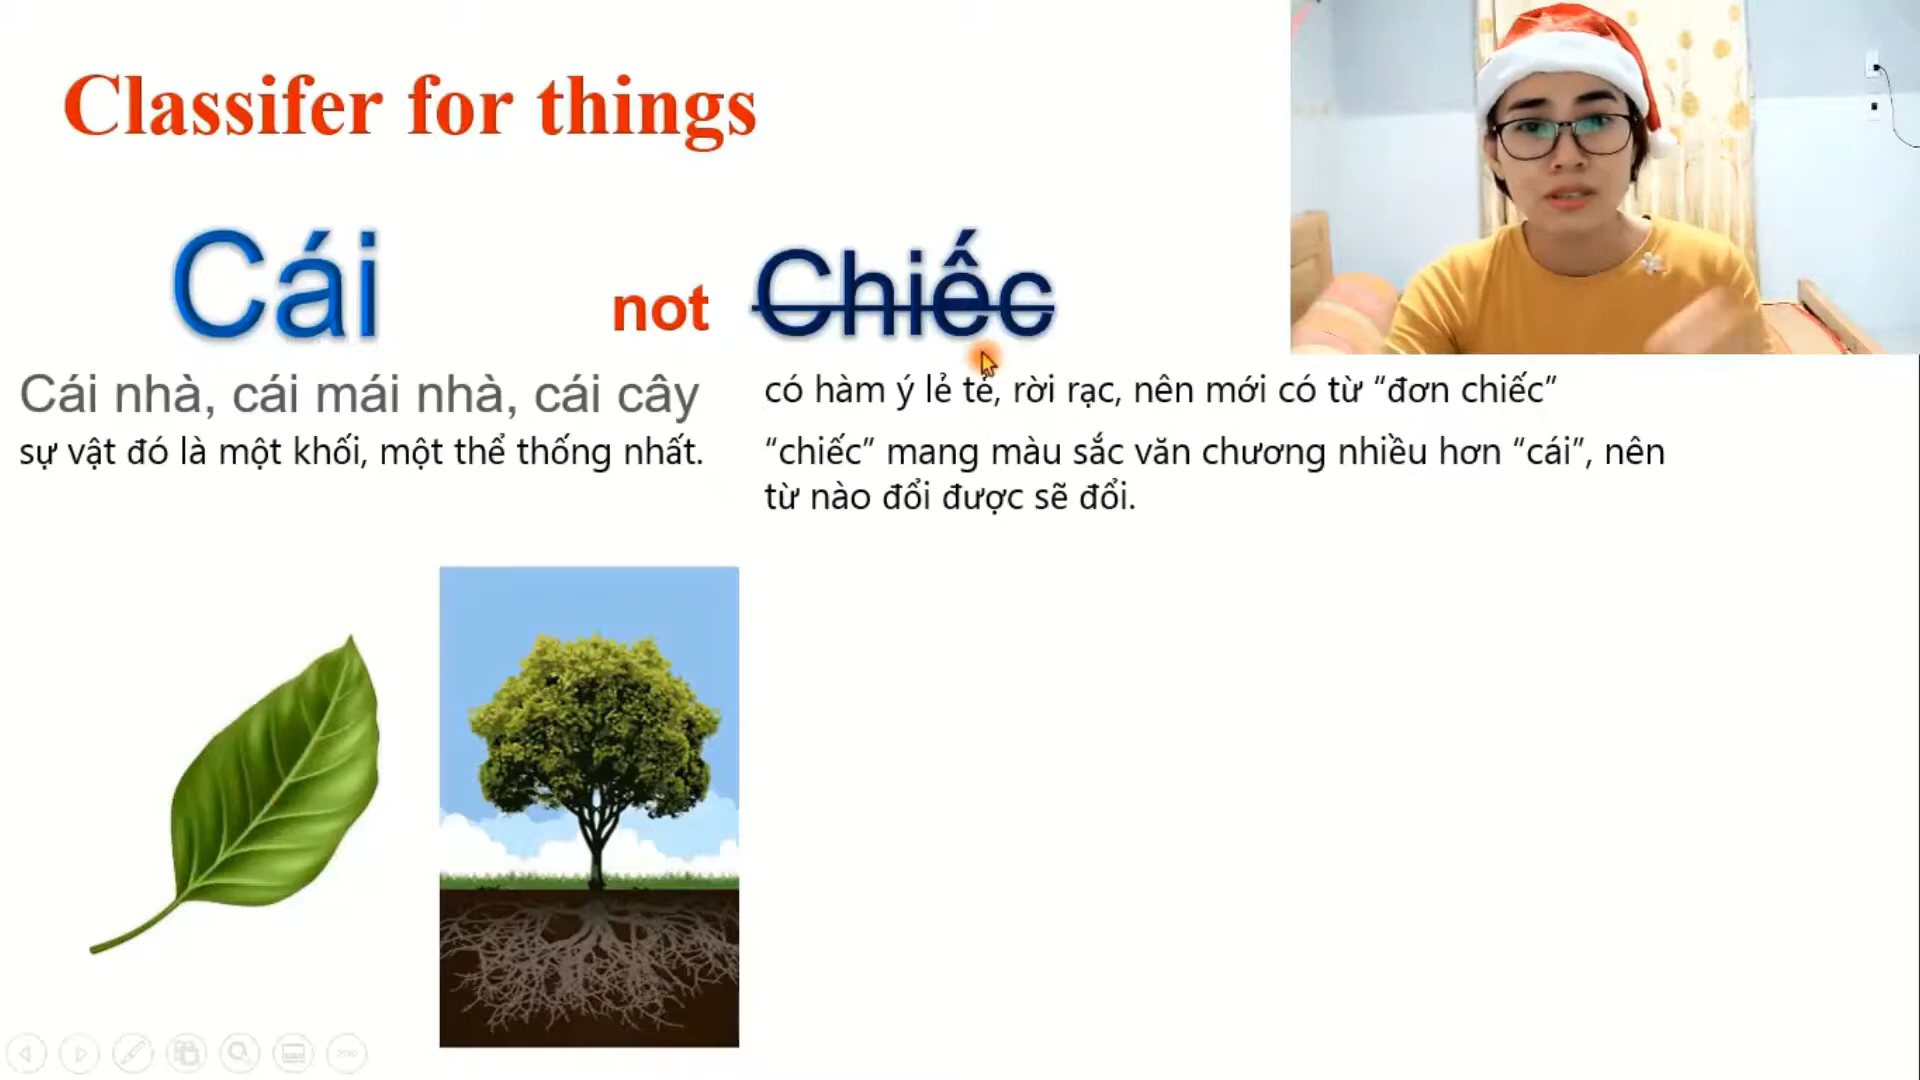 Classifer for things
Cái not Chiếc
Cái nhà, cái mái nhà, cái cây
sự vật đó là một khối, một thể thống nhất.
có hàm ý lẻ tẻ, rời rạc, nên mới có từ “đơn chiếc”
“chiếc” mang màu sắc văn chương nhiều hơn “cái”, nên
từ nào đổi được sẽ đổi.